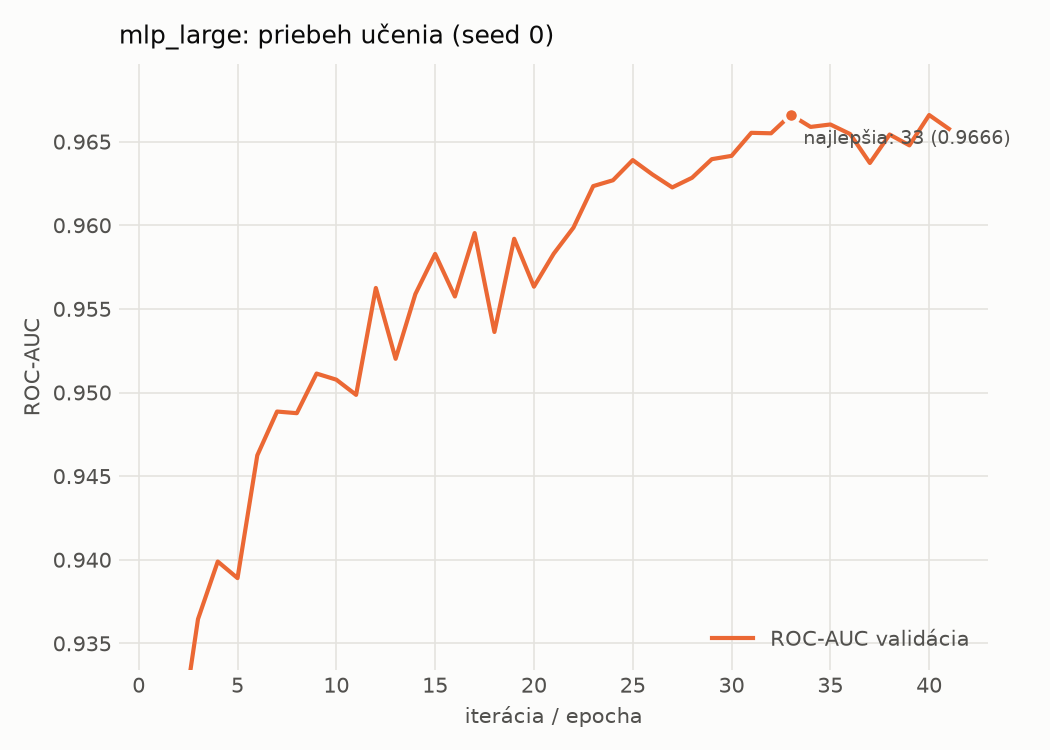 mlp_large: priebeh učenia (seed 0)
ROC-AUC
0.965
0.960
0.955
0.950
0.945
0.940
0.935
najlepšia: 33 (0.9666)
ROC-AUC validácia
0 5 10 15 20 25 30 35 40
iterácia / epocha